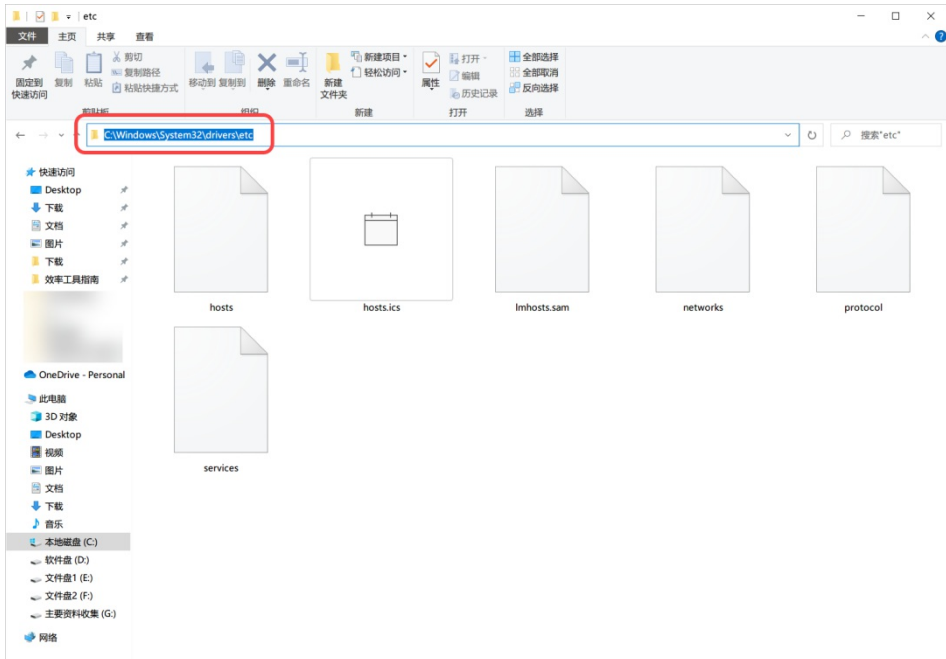 etc
文件 主页 共享 查看
固定到快速访问
复制
粘贴
剪切
复制路径
粘贴快捷方式
剪贴板
移动到
复制到
删除
重命名
组织
新建文件夹
新建项目
轻松访问
新建
属性
打开
编辑
历史记录
打开
全部选择
全部取消
反向选择
选择
C:\Windows\System32\drivers\etc
搜索"etc"
快速访问
Desktop
下载
文档
图片
下载
效率工具指南
OneDrive - Personal
此电脑
3D 对象
Desktop
视频
图片
文档
下载
音乐
本地磁盘 (C:)
软件盘 (D:)
文件盘1 (E:)
文件盘2 (F:)
主要资料收集 (G:)
网络
hosts
hosts.ics
lmhosts.sam
networks
protocol
services